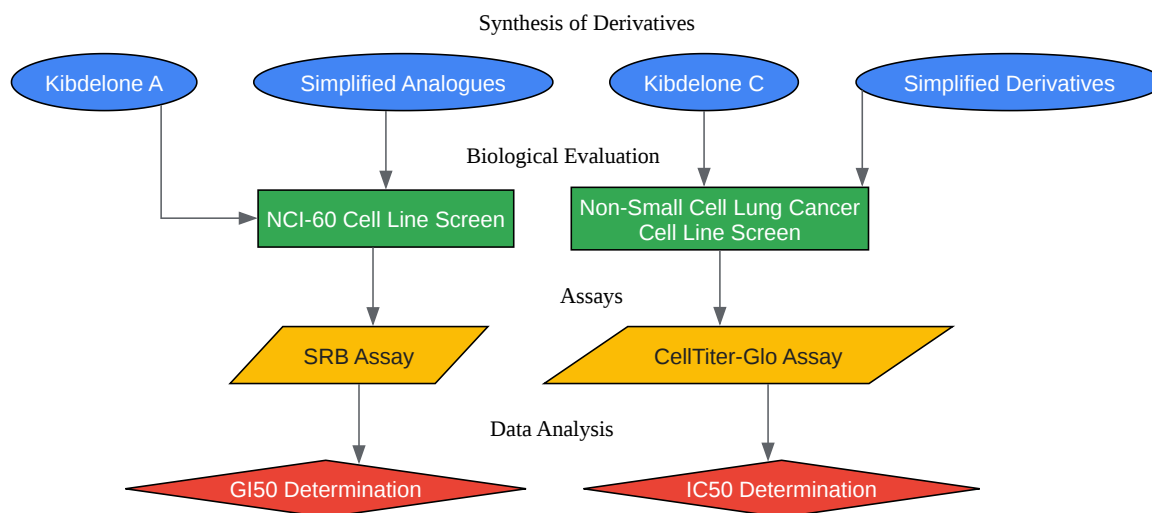 Synthesis of Derivatives
Kibdelone A
Simplified Analogues
Kibdelone C
Simplified Derivatives
Biological Evaluation
NCI-60 Cell Line Screen
Non-Small Cell Lung Cancer
Cell Line Screen
Assays
SRB Assay
CellTiter-Glo Assay
Data Analysis
GI50 Determination
IC50 Determination